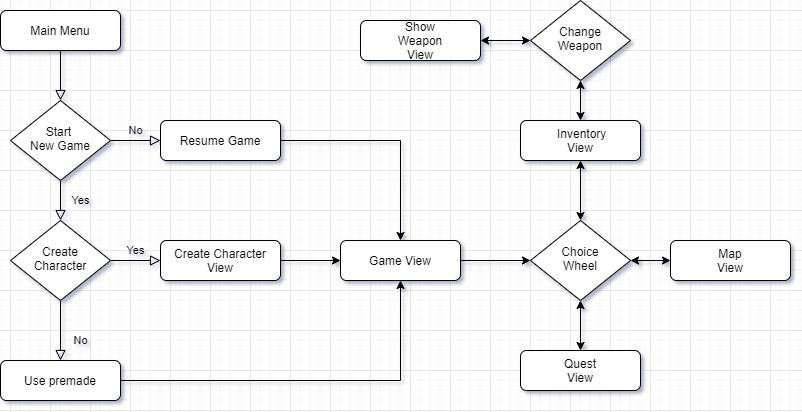 Main Menu
Show
Weapon
View
Change
Weapon
Start
New Game
No
Resume Game
Inventory
View
Yes
Create
Character
Yes
Create Character
View
Game View
Choice
Wheel
Map
View
No
Use premade
Quest
View